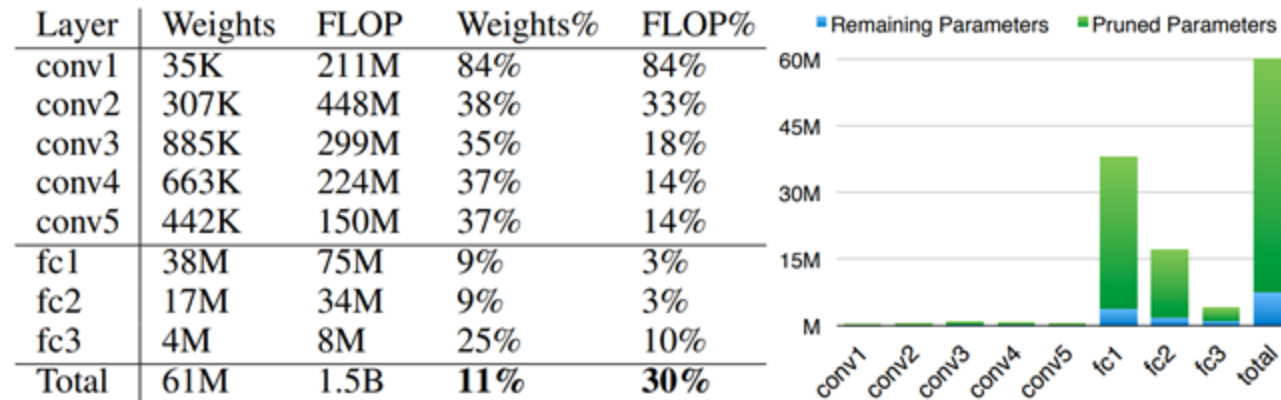 Layer Weights FLOP Weights% FLOP%
conv1 35K 211M 84% 84%
conv2 307K 448M 38% 33%
conv3 885K 299M 35% 18%
conv4 663K 224M 37% 14%
conv5 442K 150M 37% 14%
fc1 38M 75M 9% 3%
fc2 17M 34M 9% 3%
fc3 4M 8M 25% 10%
Total 61M 1.5B 11% 30%
Remaining Parameters Pruned Parameters
60M
45M
30M
15M
M
conv1 conv2 conv3 conv4 conv5 fc1 fc2 fc3 total